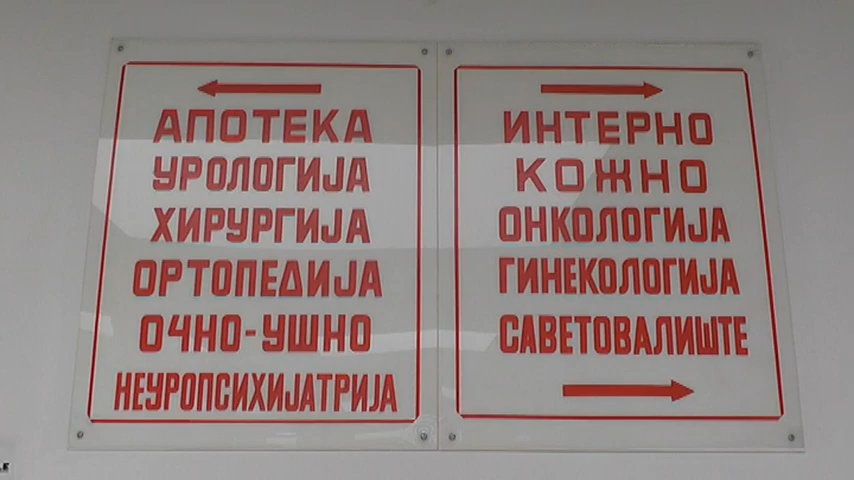 АПОТЕКА
УРОЛОГИЈА
ХИРУРГИЈА
ОРТОПЕДИЈА
ОЧНО-УШНО
НЕУРОПСИХИЈАТРИЈА
ИНТЕРНО
КОЖНО
ОНКОЛОГИЈА
ГИНЕКОЛОГИЈА
САВЕТОВАЛИШТЕ